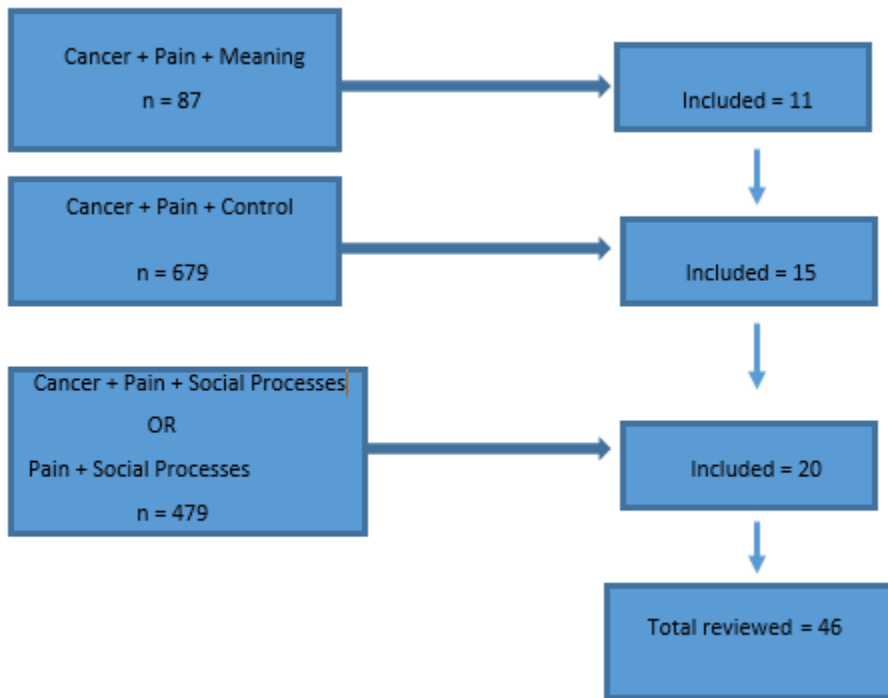 Cancer + Pain + Meaning
n = 87
Included = 11
Cancer + Pain + Control
n = 679
Included = 15
Cancer + Pain + Social Processes
OR
Pain + Social Processes
n = 479
Included = 20
Total reviewed = 46